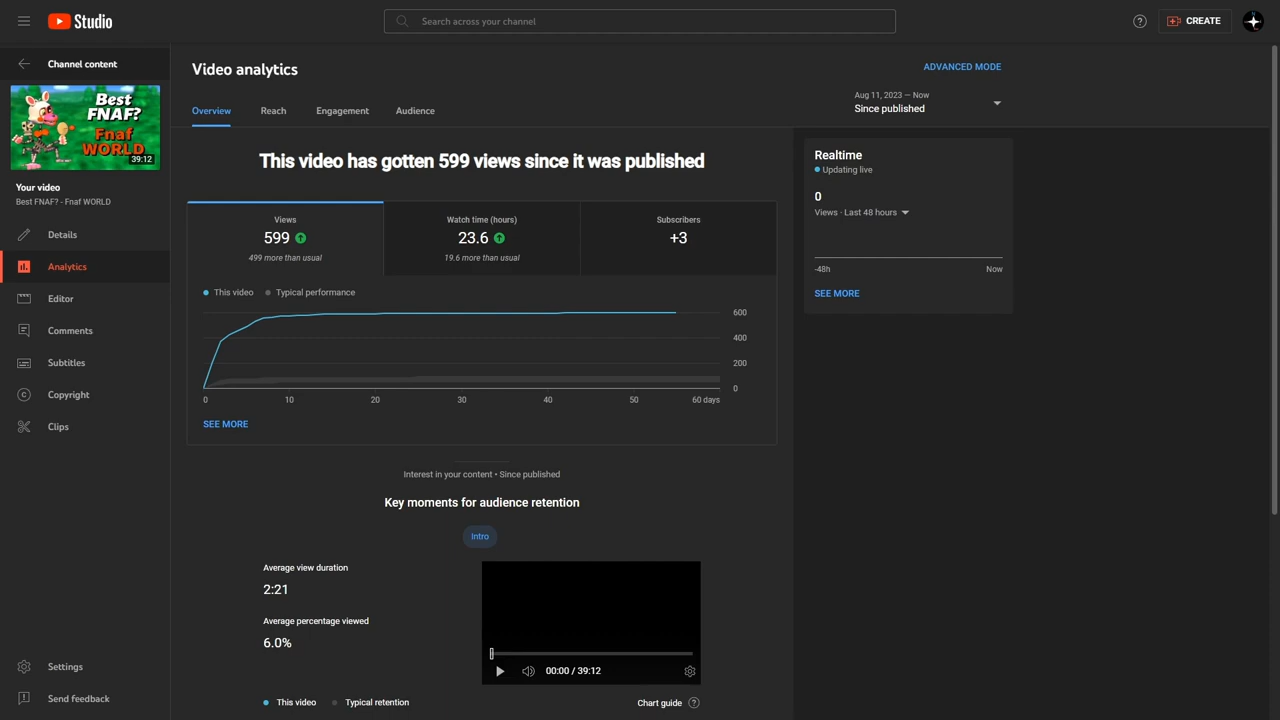 Studio
Search across your channel
CREATE
Channel content
Best
FNAF?
Fnaf
WORLD
39:12
Your video
Best FNAF? - Fnaf WORLD
Details
Analytics
Editor
Comments
Subtitles
Copyright
Clips
Settings
Send feedback
Video analytics
ADVANCED MODE
Overview
Reach
Engagement
Audience
Aug 11, 2023 — Now
Since published
This video has gotten 599 views since it was published
Views
599
499 more than usual
Watch time (hours)
23.6
19.6 more than usual
Subscribers
+3
This video
Typical performance
600
400
200
0
0
10
20
30
40
50
60 days
SEE MORE
Interest in your content • Since published
Key moments for audience retention
Intro
Average view duration
2:21
Average percentage viewed
6.0%
00:00 / 39:12
This video
Typical retention
Chart guide
Realtime
Updating live
0
Views · Last 48 hours
-48h
Now
SEE MORE